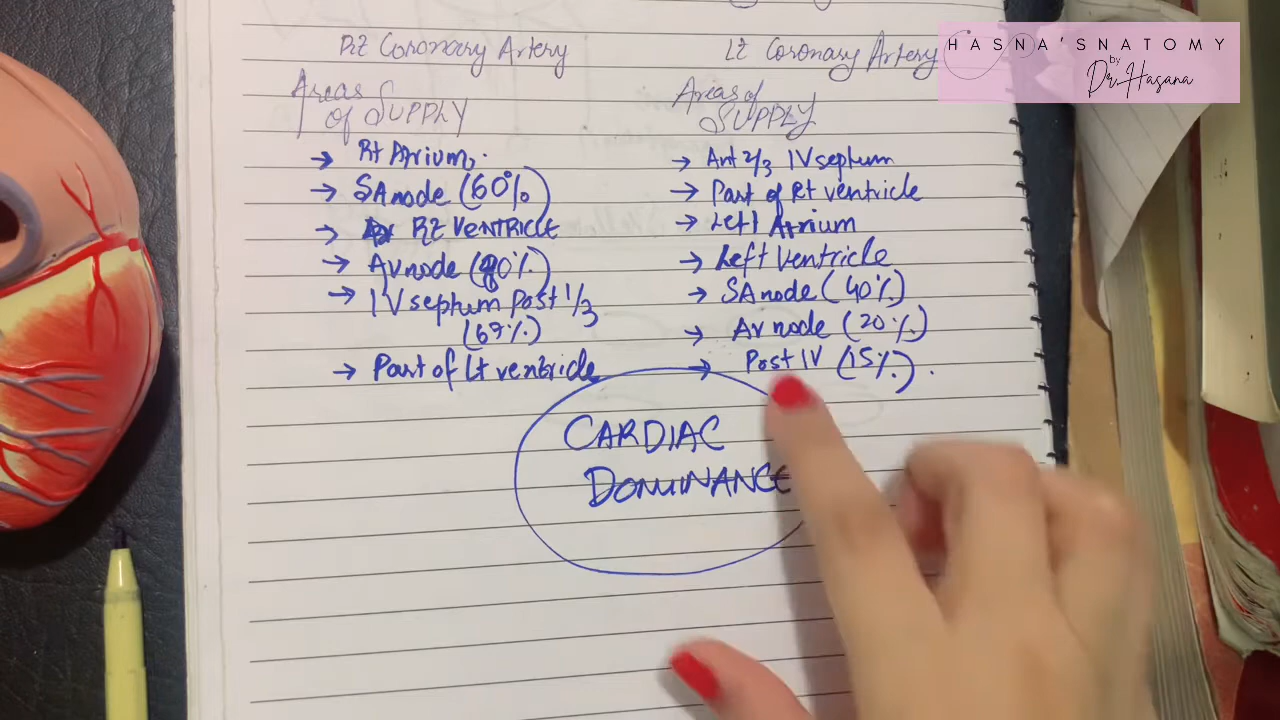 Rt Coronary Artery
Areas
of SUPPLY
→ Rt Atrium,
→ SA node (60%)
→ Rt VENTRICLE
→ AV node (80%)
→ IV septum Post 1/3
(67%)
→ Part of Lt ventricle
Lt Coronary Artery
Areas of
SUPPLY
→ Ant 2/3 IV septum
→ Part of Rt ventricle
→ Left Atrium
→ Left Ventricle
→ SA node (40%)
→ AV node (20%)
→ Post IV (15%).
CARDIAC
DOMINANCE
HASNA'SNATOMY
by
Dr. Hasana